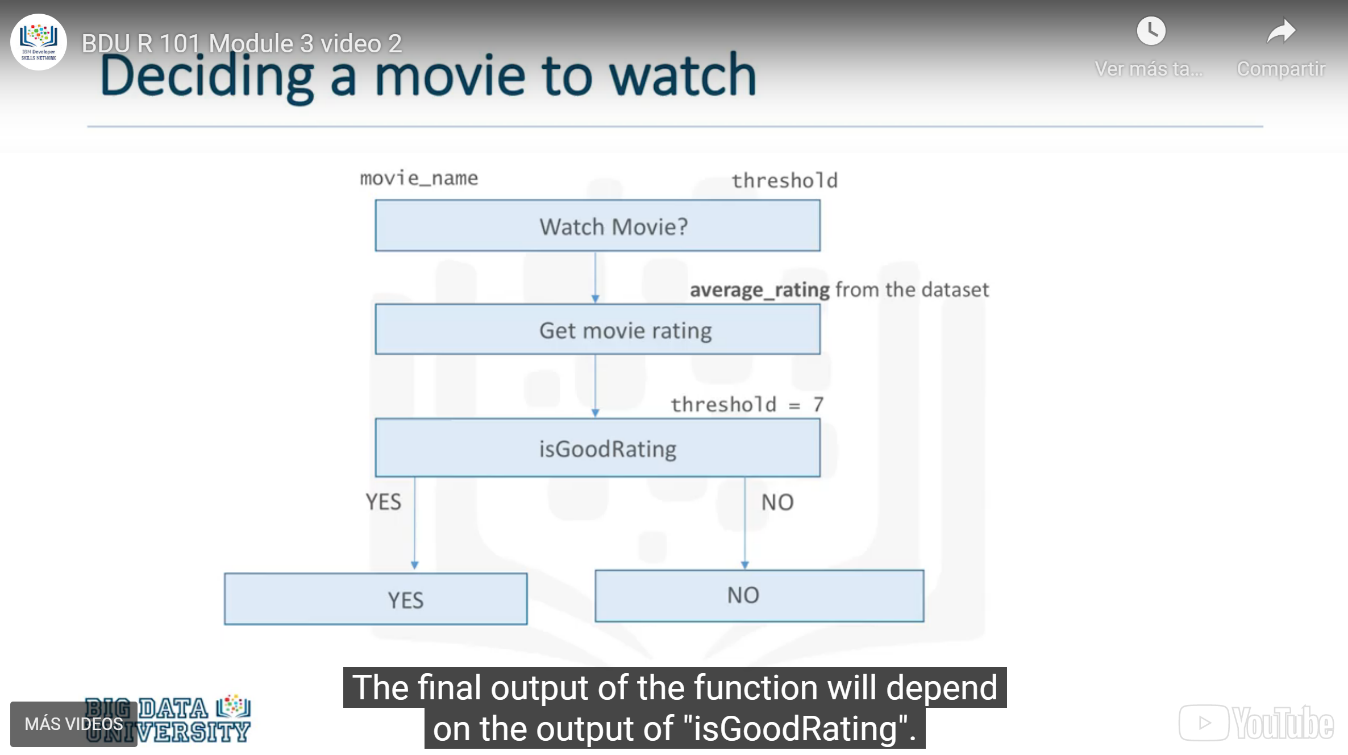 BDU R 101 Module 3 video 2
Ver más ta...
Compartir
Deciding a movie to watch
movie_name
threshold
Watch Movie?
average_rating from the dataset
Get movie rating
threshold = 7
isGoodRating
YES
NO
YES
NO
The final output of the function will depend
on the output of "isGoodRating".
MÁS VIDEOS
BIG DATA
UNIVERSITY
YouTube